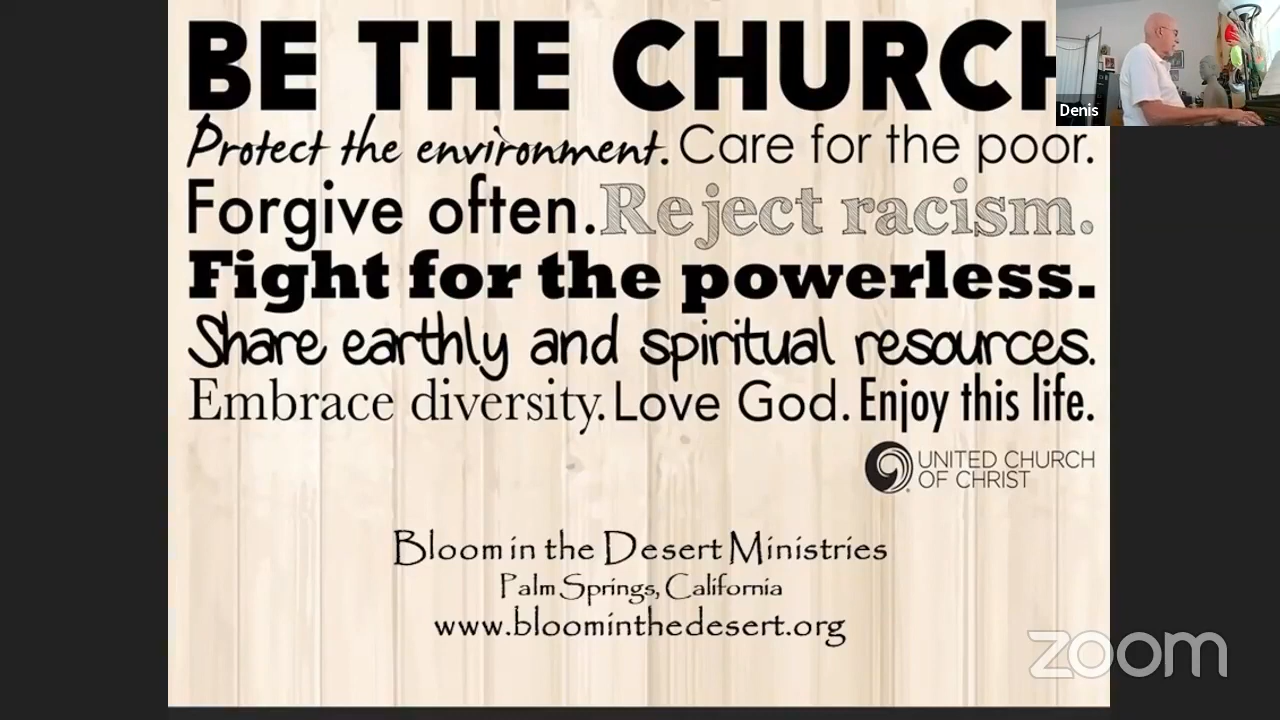 BE THE CHURCH
Denis
Protect the environment. Care for the poor.
Forgive often. Reject racism.
Fight for the powerless.
Share earthly and spiritual resources.
Embrace diversity. Love God. Enjoy this life.
UNITED CHURCH
OF CHRIST
Bloom in the Desert Ministries
Palm Springs, California
www.bloominthedesert.org
zoom